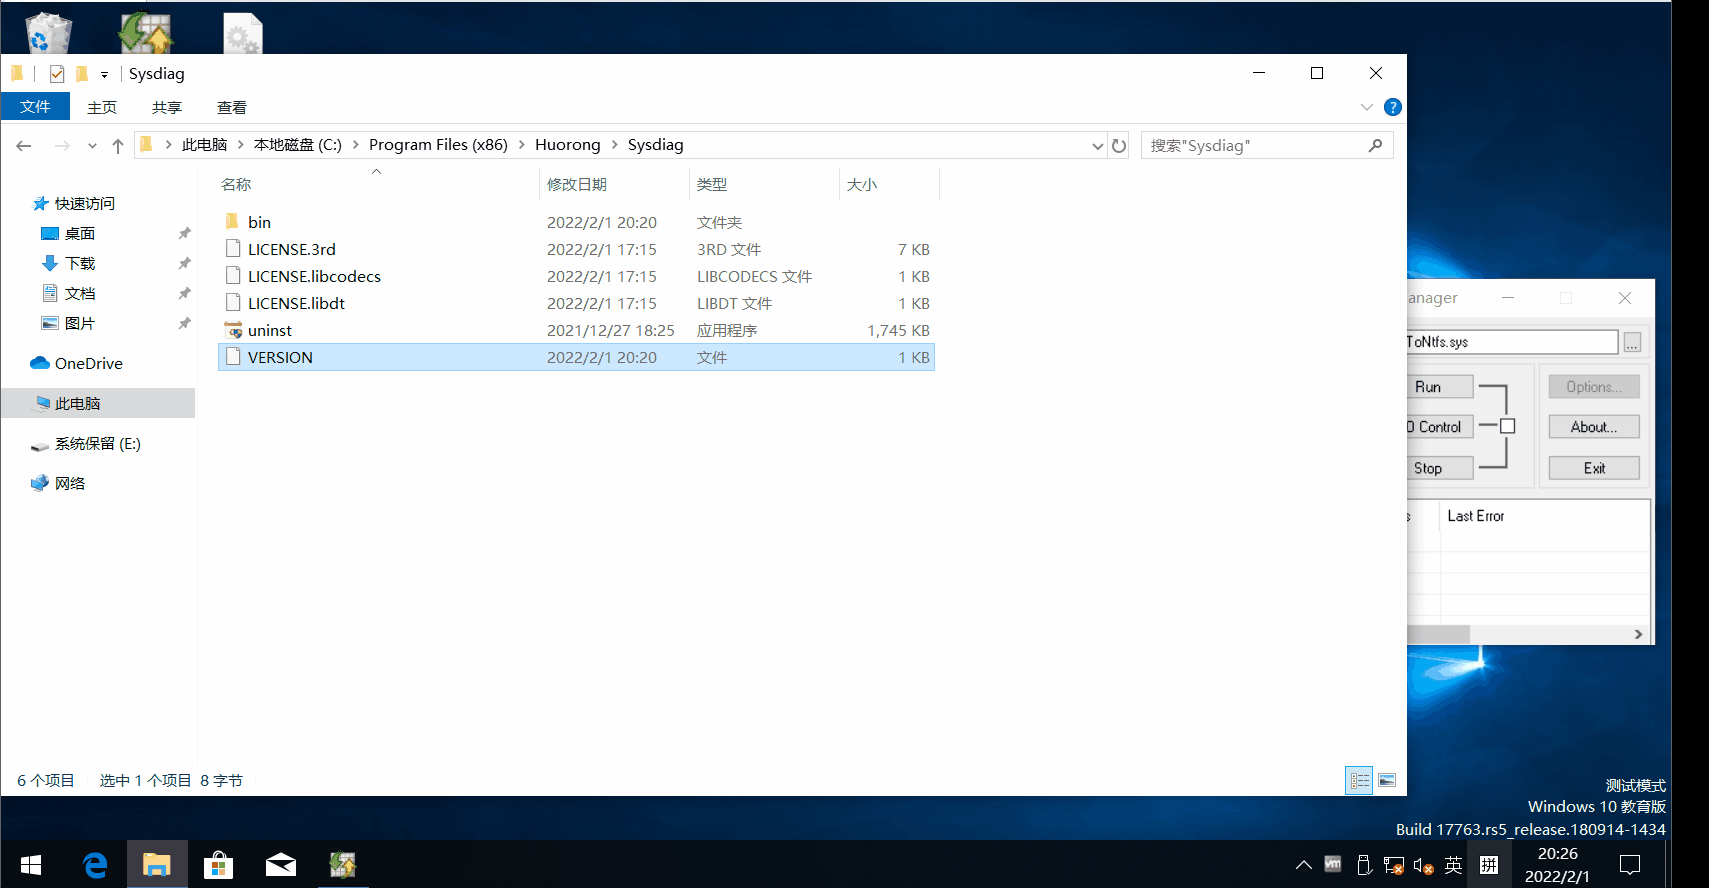 Sysdiag
文件 主页 共享 查看 ?
此电脑 本地磁盘 (C:) Program Files (x86) Huorong Sysdiag 搜索"Sysdiag"
名称 修改日期 类型 大小
快速访问
桌面
下载
文档
图片
OneDrive
此电脑
系统保留 (E:)
网络
bin 2022/2/1 20:20 文件夹
LICENSE.3rd 2022/2/1 17:15 3RD 文件 7 KB
LICENSE.libcodecs 2022/2/1 17:15 LIBCODECS 文件 1 KB
LICENSE.libdt 2022/2/1 17:15 LIBDT 文件 1 KB
uninst 2021/12/27 18:25 应用程序 1,745 KB
VERSION 2022/2/1 20:20 文件 1 KB
6 个项目 选中 1 个项目 8 字节
anager
ToNtfs.sys ...
Run Options...
O Control About...
Stop Exit
s Last Error
测试模式
Windows 10 教育版
Build 17763.rs5_release.180914-1434
vm 英 拼 20:26
2022/2/1